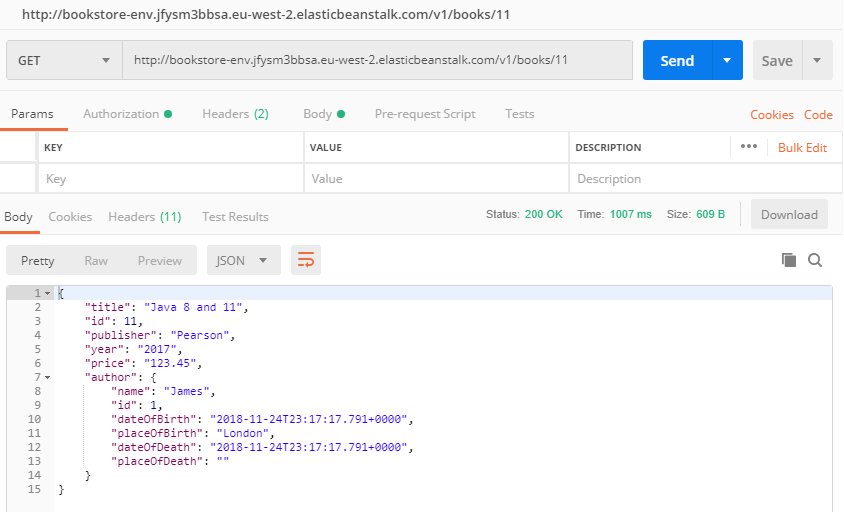 http://bookstore-env.jfysm3bbsa.eu-west-2.elasticbeanstalk.com/v1/books/11
GET http://bookstore-env.jfysm3bbsa.eu-west-2.elasticbeanstalk.com/v1/books/11 Send Save
Params Authorization Headers (2) Body Pre-request Script Tests Cookies Code
KEY VALUE DESCRIPTION ••• Bulk Edit
Key Value Description
Body Cookies Headers (11) Test Results Status: 200 OK Time: 1007 ms Size: 609 B Download
Pretty Raw Preview JSON
1 {
2 "title": "Java 8 and 11",
3 "id": 11,
4 "publisher": "Pearson",
5 "year": "2017",
6 "price": "123.45",
7 "author": {
8 "name": "James",
9 "id": 1,
10 "dateOfBirth": "2018-11-24T23:17:17.791+0000",
11 "placeOfBirth": "London",
12 "dateOfDeath": "2018-11-24T23:17:17.791+0000",
13 "placeOfDeath": ""
14 }
15 }